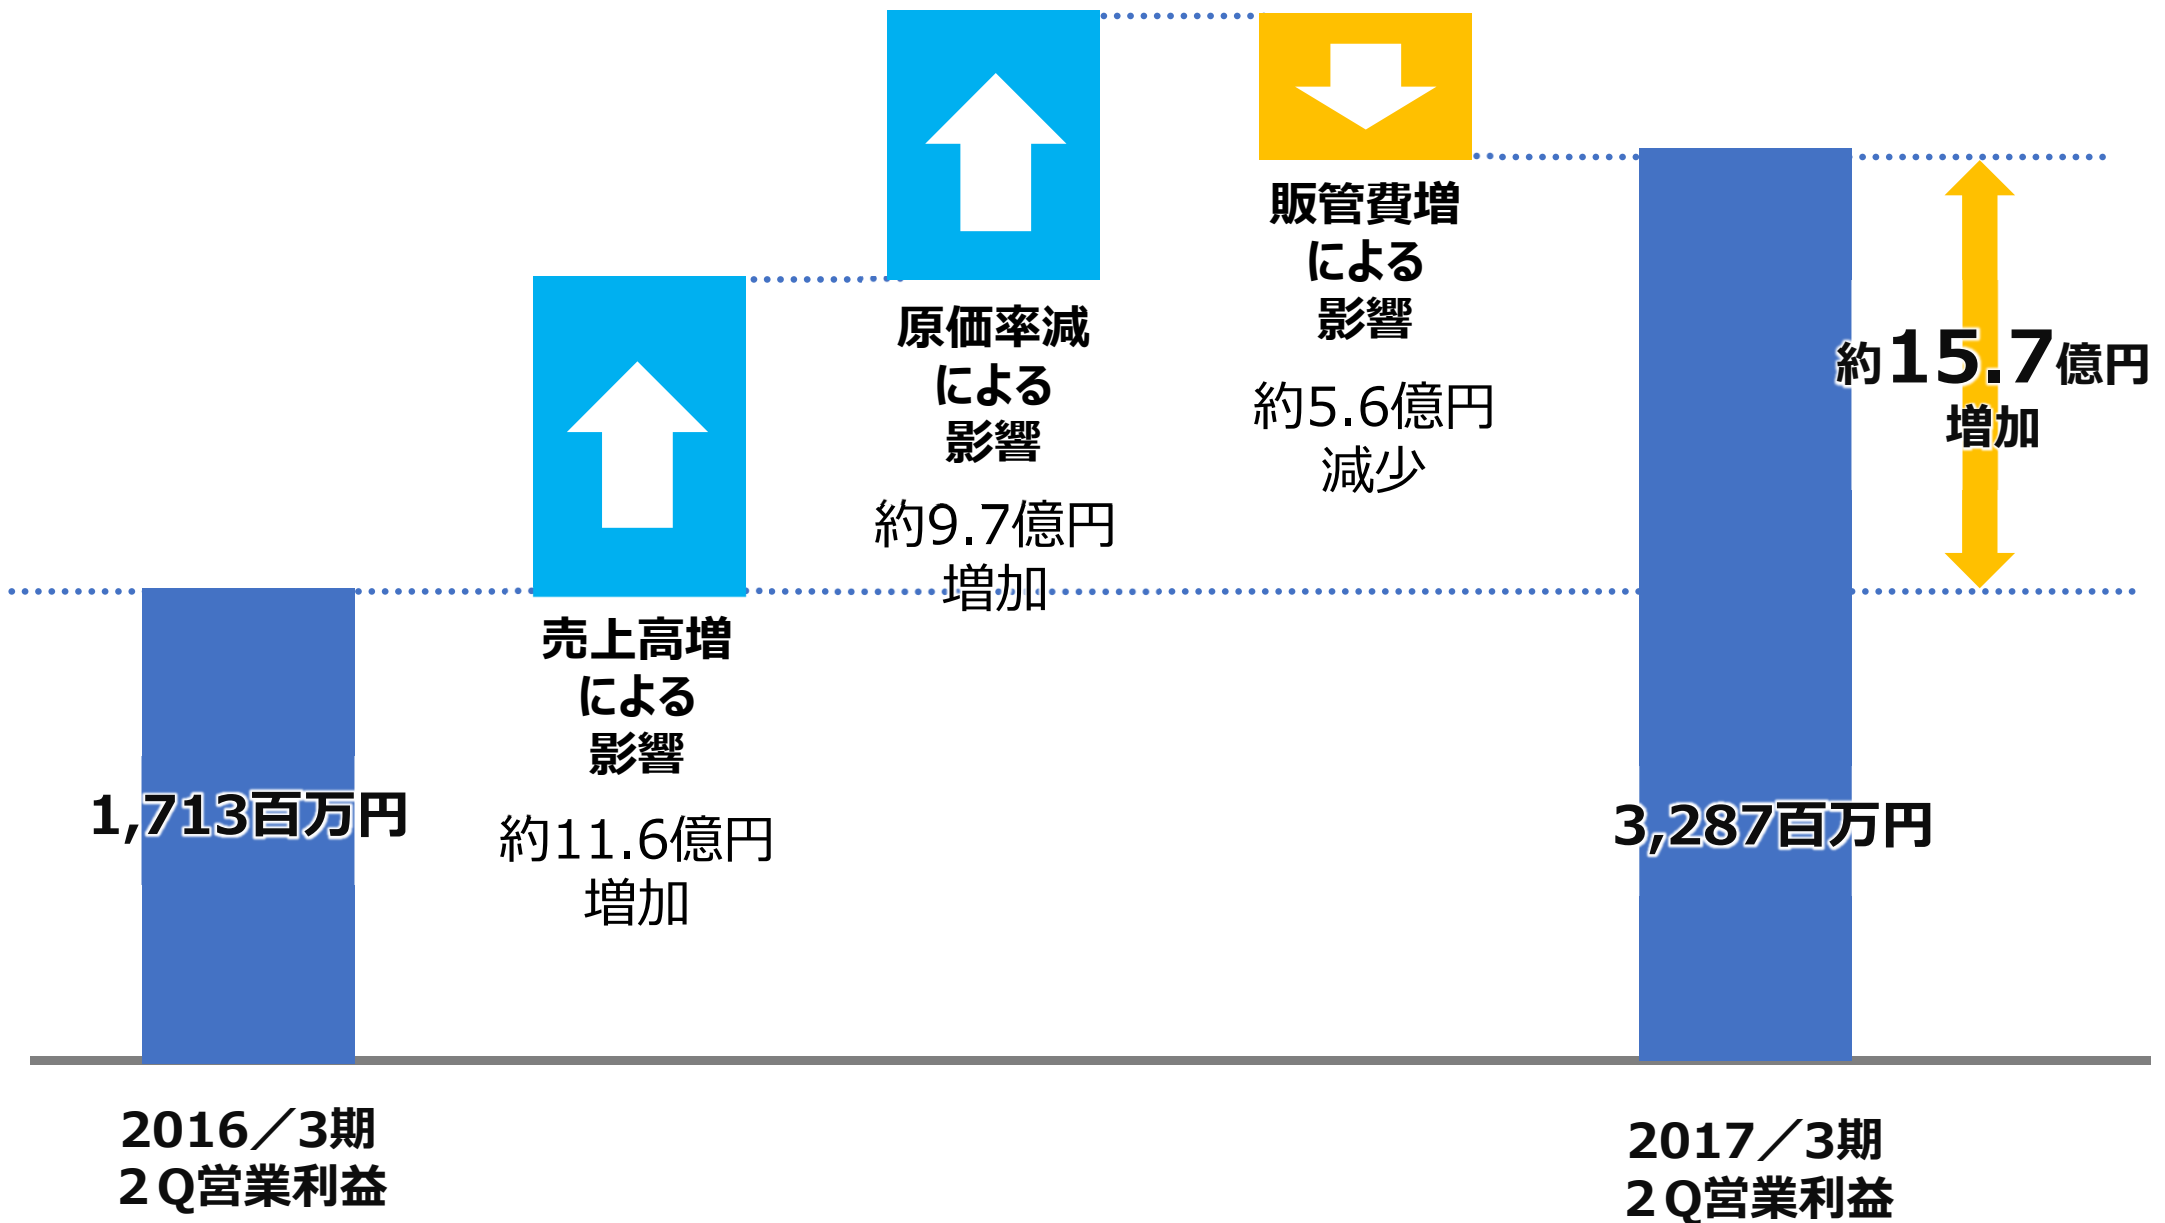 販管費増
による
影響
約5.6億円
減少
原価率減
による
影響
約9.7億円
増加
約15.7億円
増加
売上高増
による
影響
約11.6億円
増加
1,713百万円
3,287百万円
2016／3期
２Q営業利益
2017／3期
２Q営業利益